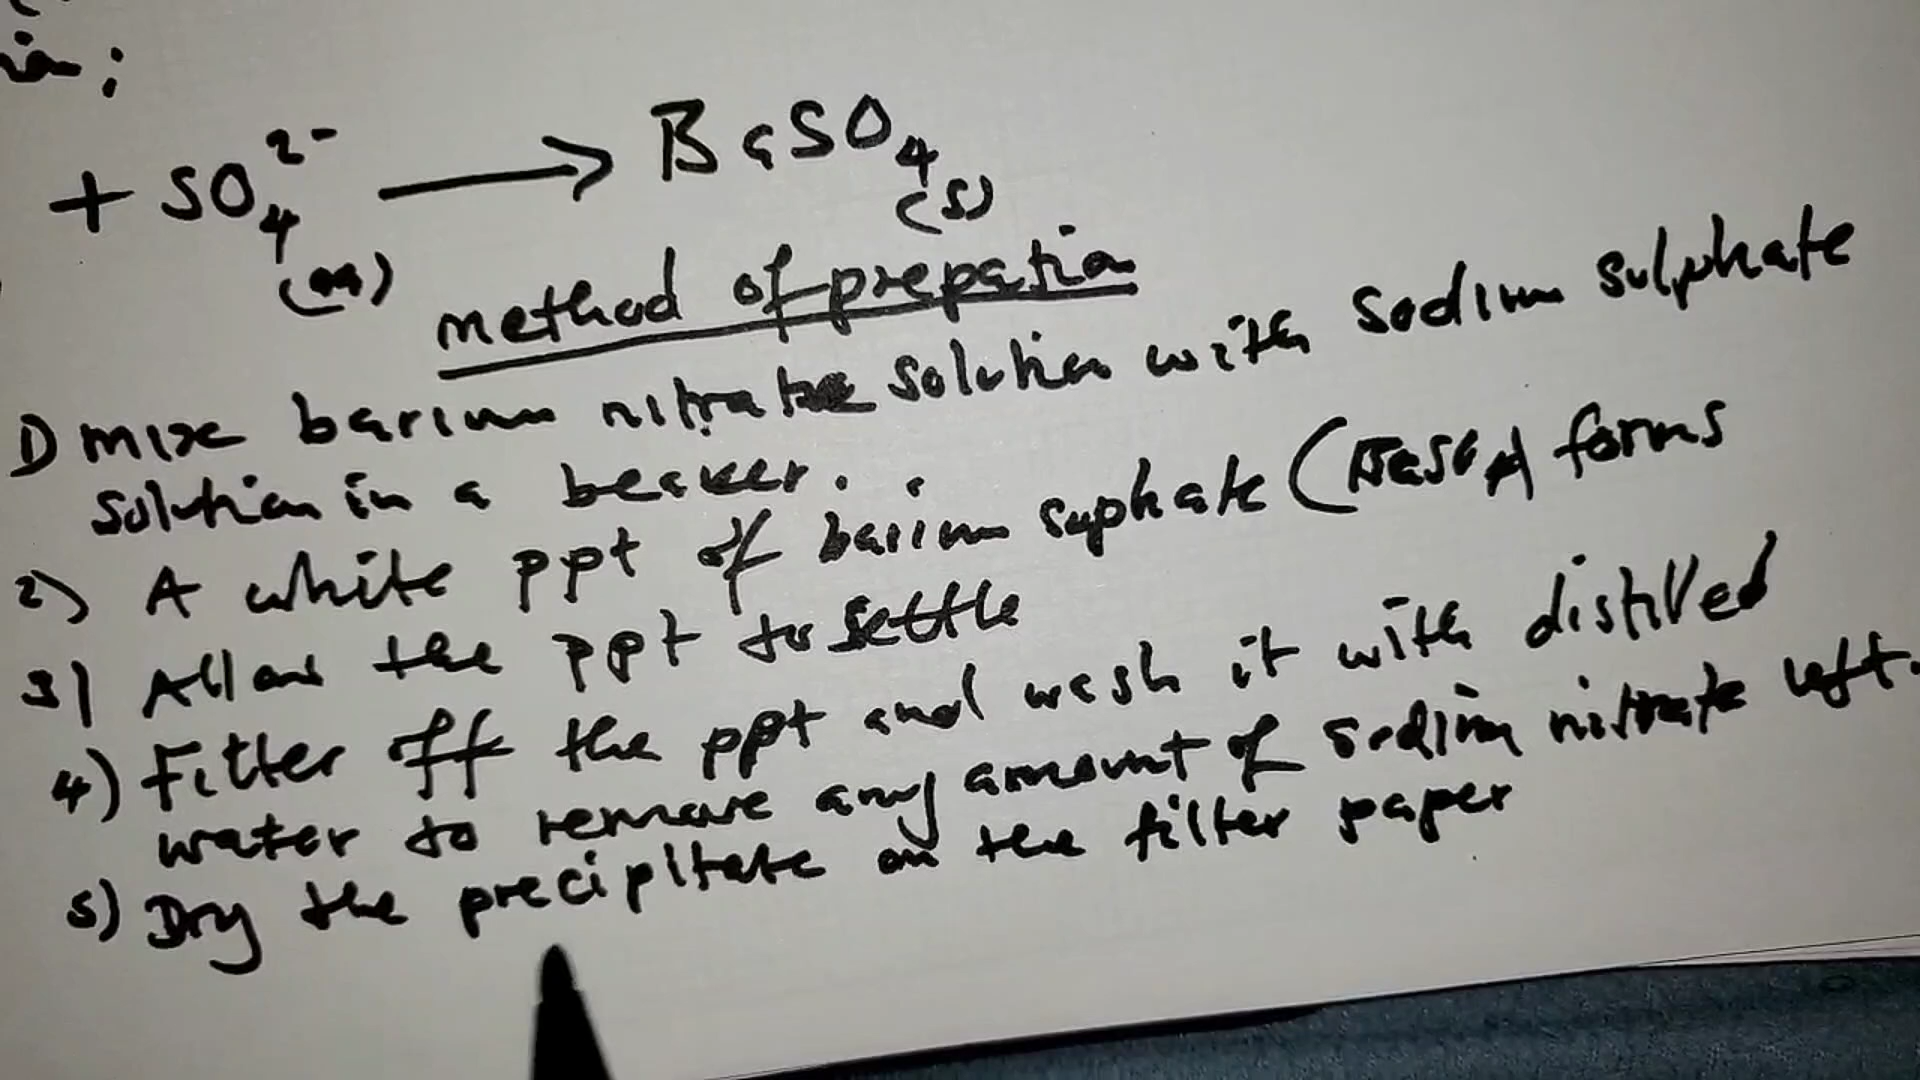 + SO₄²⁻(aq) ⟶ BaSO₄(s)
method of prepatia
1) mix barium nitrate solution with sodium sulphate
solution in a beaker.
2) A white ppt of barium suphate (BaSO₄) forms
3) Allow the ppt to settle
4) Filter off the ppt and wash it with distilled
water to remove any amount of sodium nitrate left.
5) Dry the precipitate on the filter paper